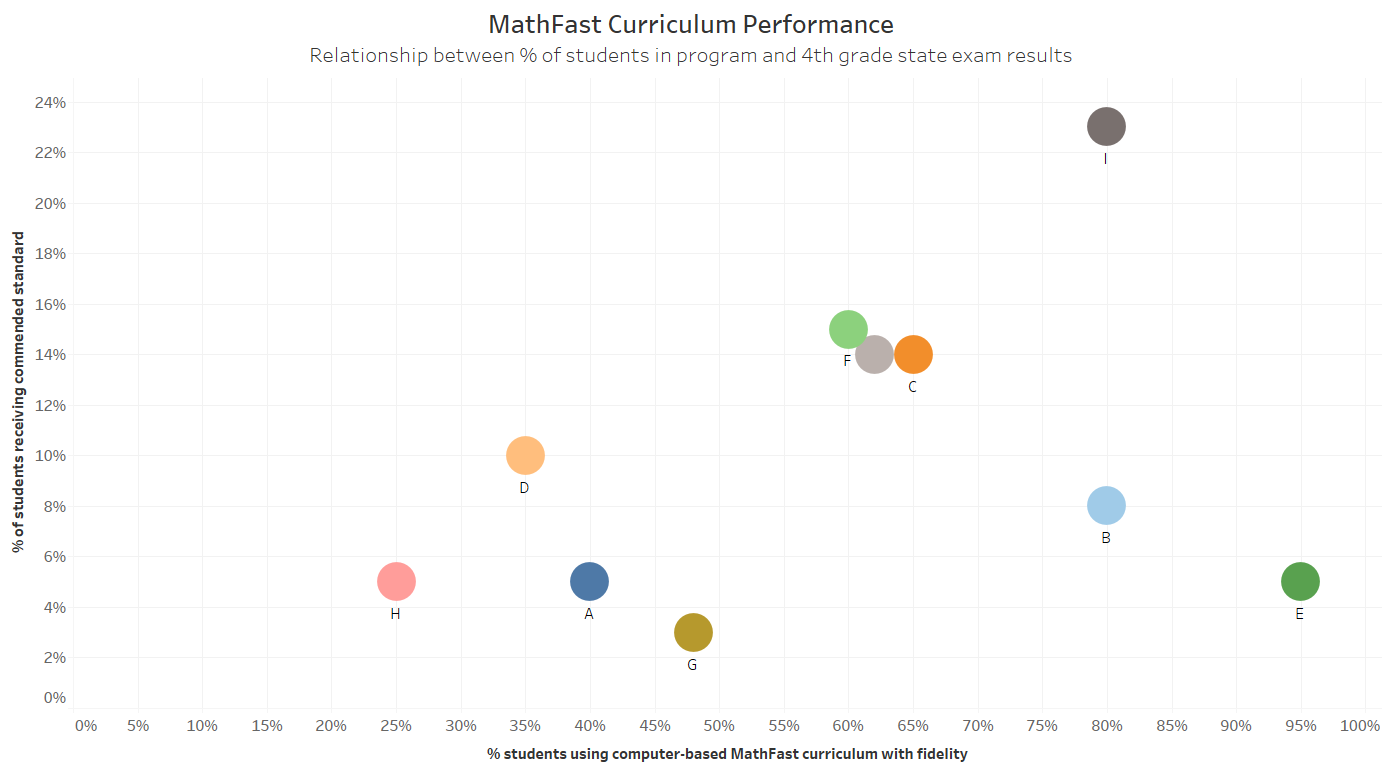 MathFast Curriculum Performance
Relationship between % of students in program and 4th grade state exam results
% of students receiving commended standard
24%
22%
20%
18%
16%
14%
12%
10%
8%
6%
4%
2%
0%
I
F
C
D
B
H
A
E
G
0% 5% 10% 15% 20% 25% 30% 35% 40% 45% 50% 55% 60% 65% 70% 75% 80% 85% 90% 95% 100%
% students using computer-based MathFast curriculum with fidelity